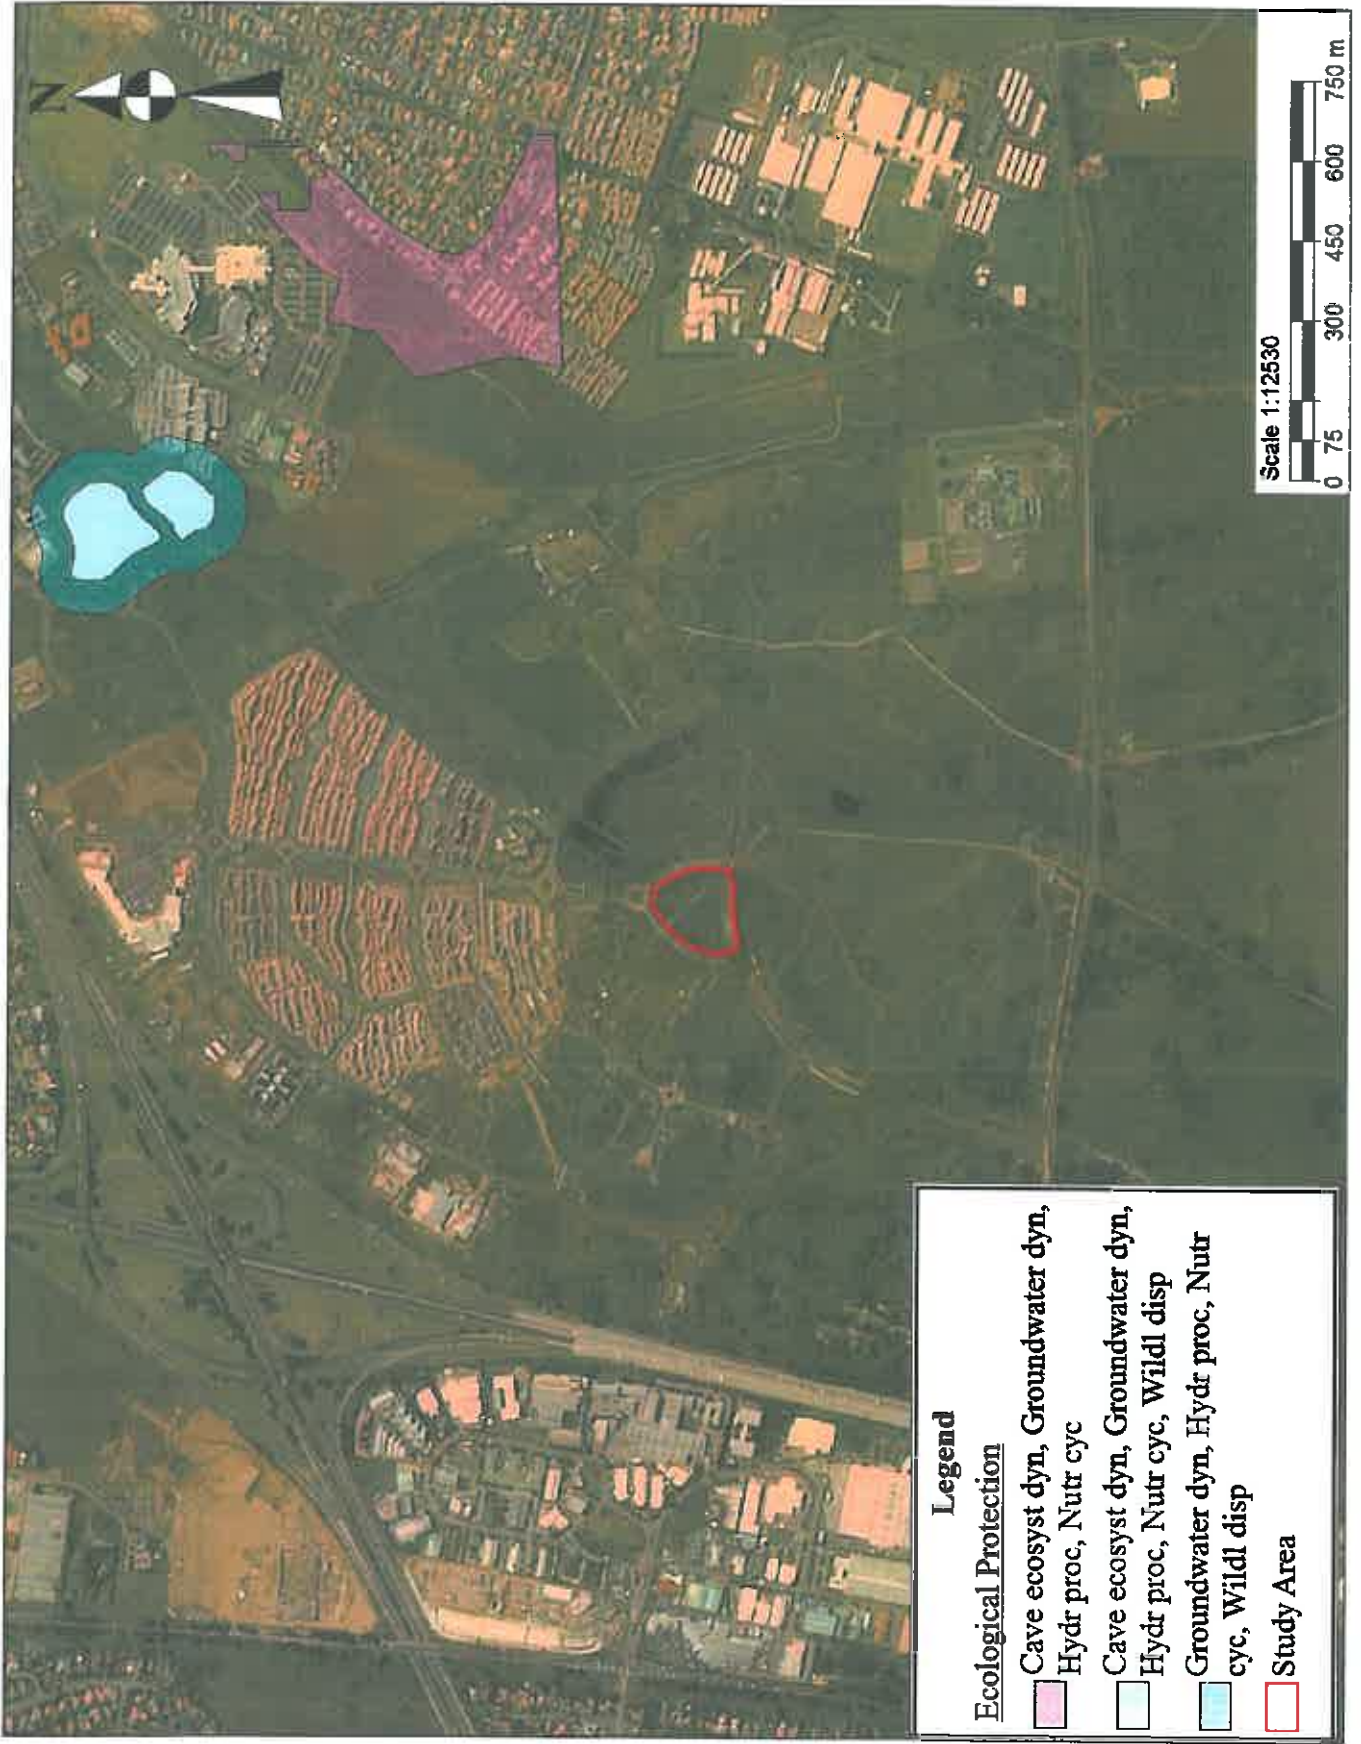 N
Legend
Ecological Protection
Cave ecosyst dyn, Groundwater dyn,
Hydr proc, Nutr cyc
Cave ecosyst dyn, Groundwater dyn,
Hydr proc, Nutr cyc, Wildl disp
Groundwater dyn, Hydr proc, Nutr
cyc, Wildl disp
Study Area
Scale 1:12530
0 75 300 450 600 750 m